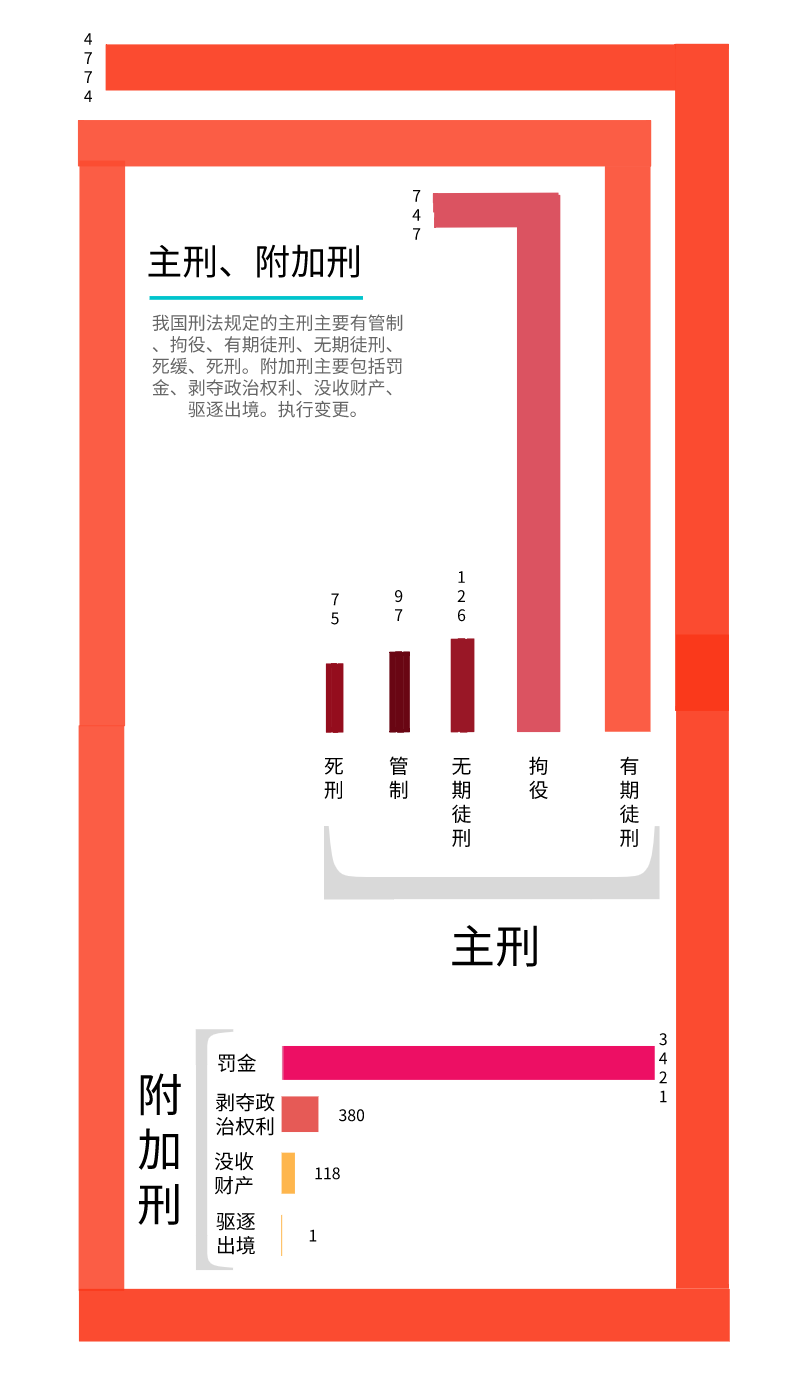 4774
747
主刑、附加刑
我国刑法规定的主刑主要有管制
、拘役、有期徒刑、无期徒刑、
死缓、死刑。附加刑主要包括罚
金、剥夺政治权利、没收财产、
驱逐出境。执行变更。
75
97
126
死刑
管制
无期徒刑
拘役
有期徒刑
主刑
附加刑
罚金
3421
剥夺政
治权利
380
没收
财产
118
驱逐
出境
1